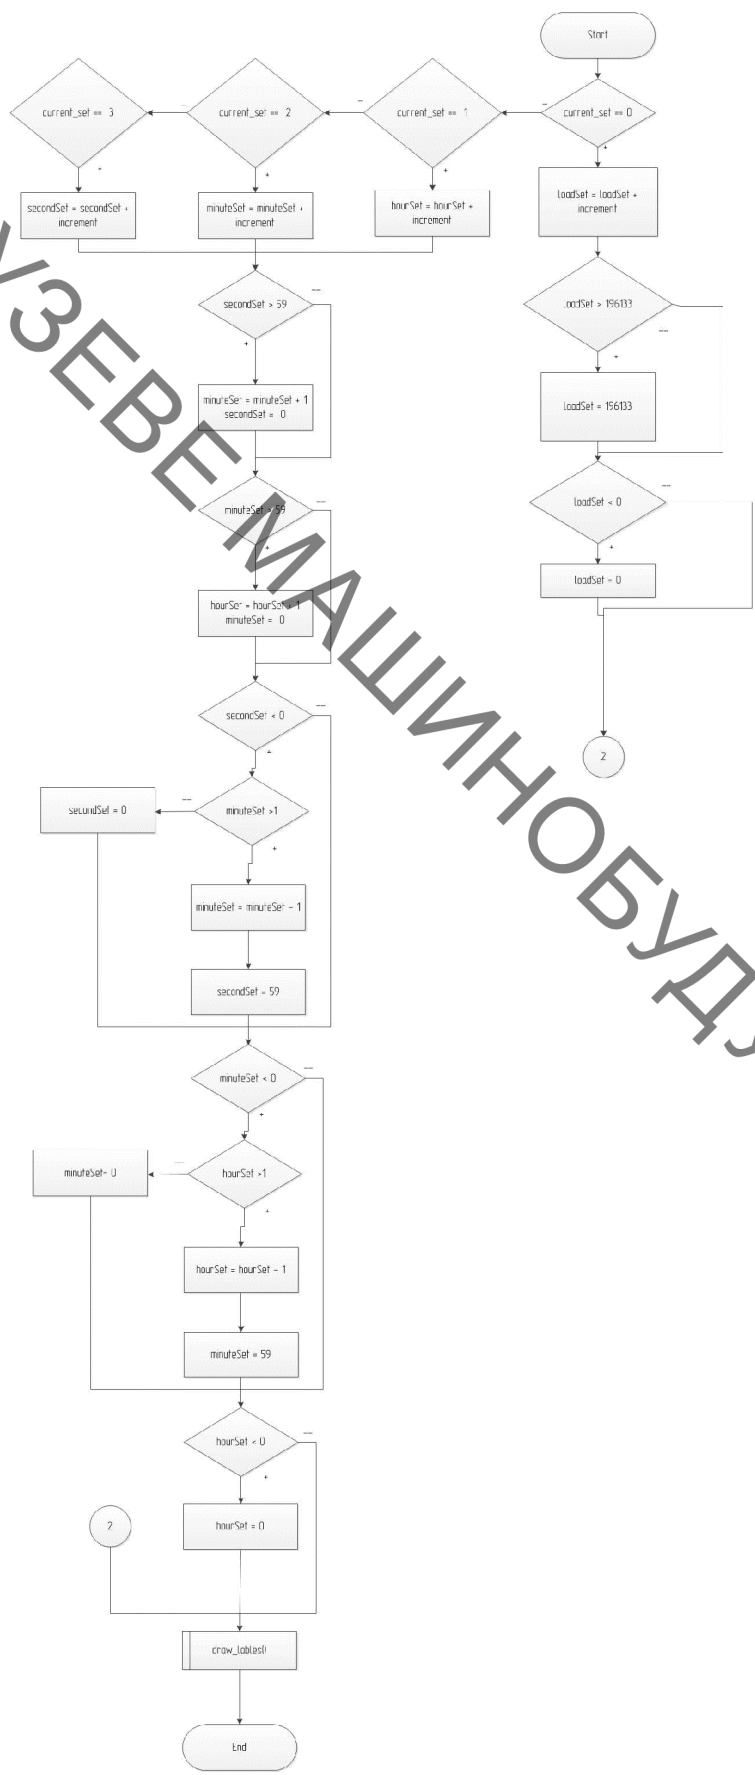 Start
current_set == 3
current_set == 2
current_set == 1
current_set == 0
secondSet = secondSet +
increment
minuteSet = minuteSet +
increment
hourSet = hourSet +
increment
loadSet = loadSet +
increment
secondSet > 59
loadSet > 196133
minuteSet = minuteSet + 1
secondSet = 0
loadSet = 196133
minuteSet > 59
loadSet < 0
hourSet = hourSet + 1
minuteSet = 0
loadSet = 0
secondSet < 0
2
secundSet = 0
minuteSet >1
minuteSet = minuteSet - 1
secondSet = 59
minuteSet < 0
minuteSet= 0
hourSet >1
hourSet = hourSet - 1
minuteSet = 59
hourSet < 0
2
hourSet = 0
draw_lables()
End
УЗЕВЕ МАШИНОБУДУ